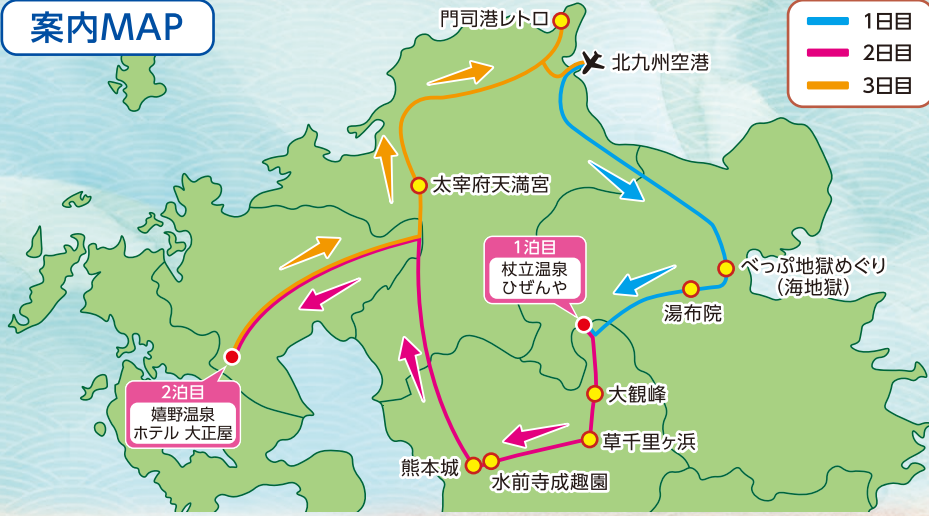 案内MAP
1日目
2日目
3日目
門司港レトロ
北九州空港
太宰府天満宮
1泊目
杖立温泉
ひぜんや
べっぷ地獄めぐり
（海地獄）
湯布院
2泊目
嬉野温泉
ホテル 大正屋
大観峰
草千里ヶ浜
熊本城
水前寺成趣園